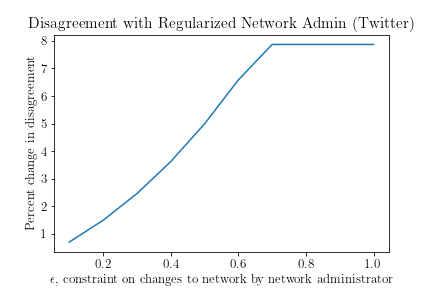 Disagreement with Regularized Network Admin (Twitter)
Percent change in disagreement
8
7
6
5
4
3
2
1
0.2 0.4 0.6 0.8 1.0
ϵ, constraint on changes to network by network administrator